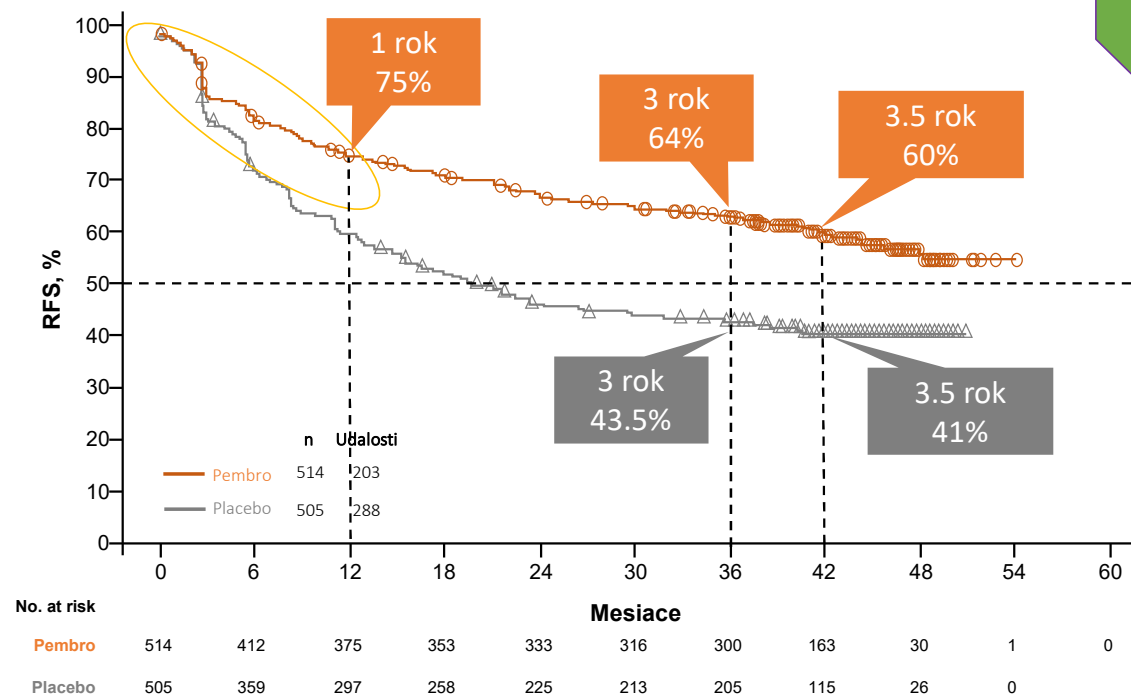 100
90
80
70
60
50
40
30
20
10
0
RFS, %
1 rok
75%
3 rok
64%
3.5 rok
60%
3 rok
43.5%
3.5 rok
41%
n Udalosti
Pembro 514 203
Placebo 505 288
0 6 12 18 24 30 36 42 48 54 60
Mesiace
No. at risk
Pembro 514 412 375 353 333 316 300 163 30 1 0
Placebo 505 359 297 258 225 213 205 115 26 0